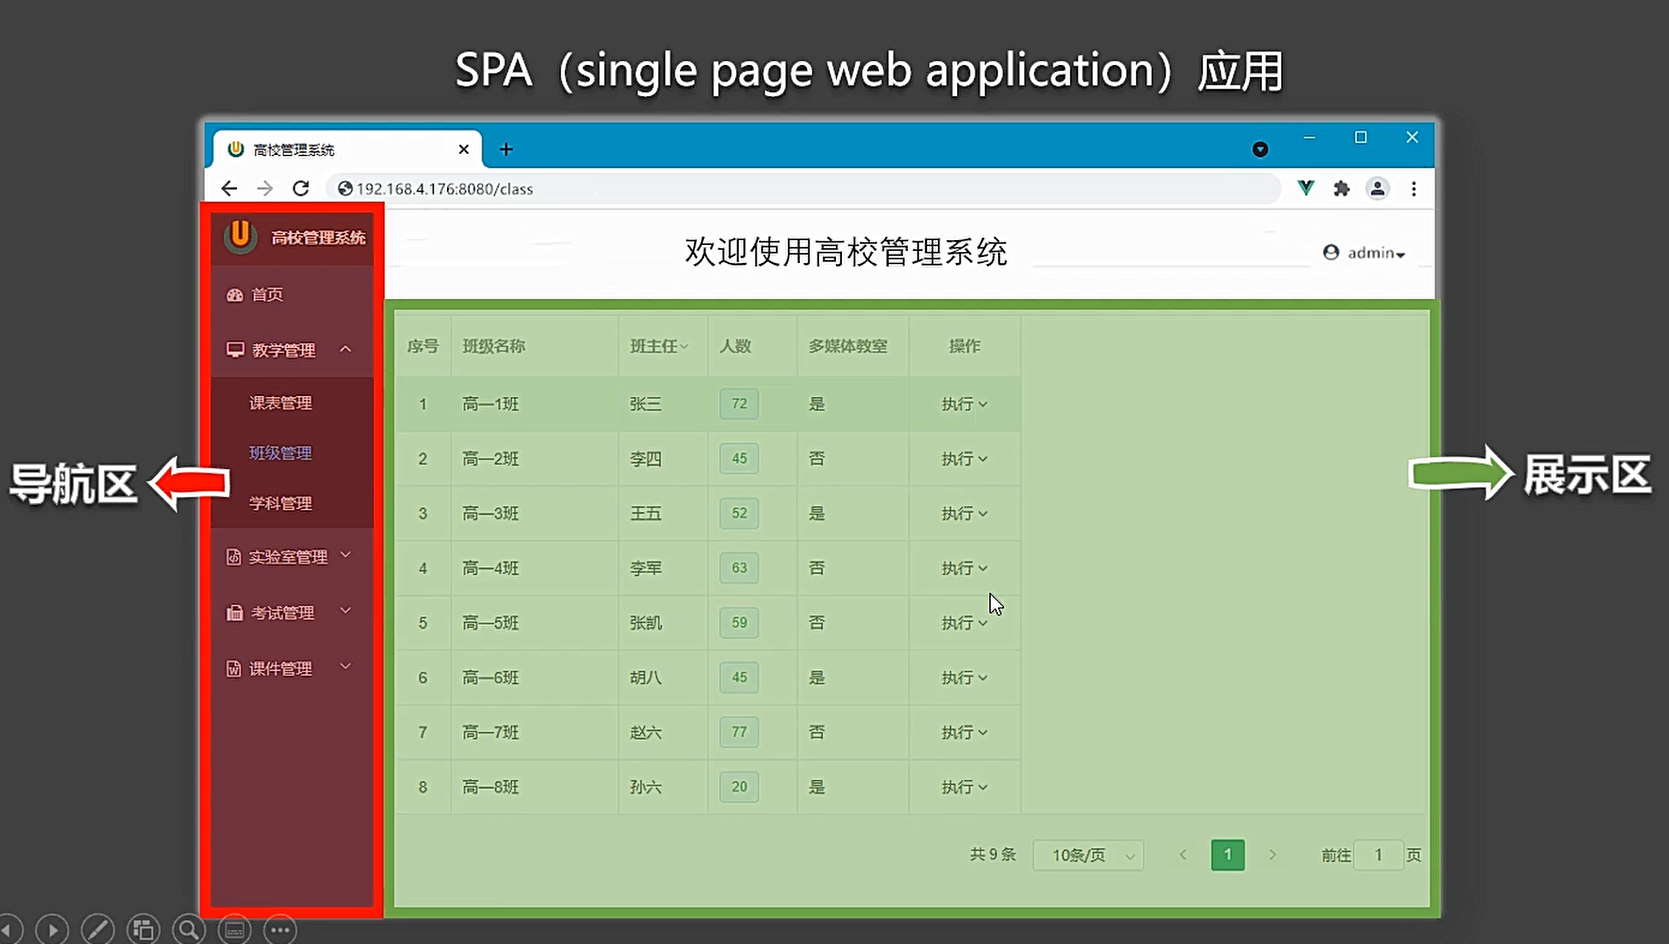 SPA（single page web application）应用
高校管理系统
192.168.4.176:8080/class
高校管理系统
欢迎使用高校管理系统
admin
首页
教学管理
课表管理
班级管理
学科管理
实验室管理
考试管理
课件管理
导航区
展示区
序号 班级名称 班主任 人数 多媒体教室 操作
1 高一1班 张三 72 是 执行
2 高一2班 李四 45 否 执行
3 高一3班 王五 52 是 执行
4 高一4班 李军 63 否 执行
5 高一5班 张凯 59 否 执行
6 高一6班 胡八 45 是 执行
7 高一7班 赵六 77 否 执行
8 高一8班 孙六 20 是 执行
共 9 条 10条/页 1 前往 1 页